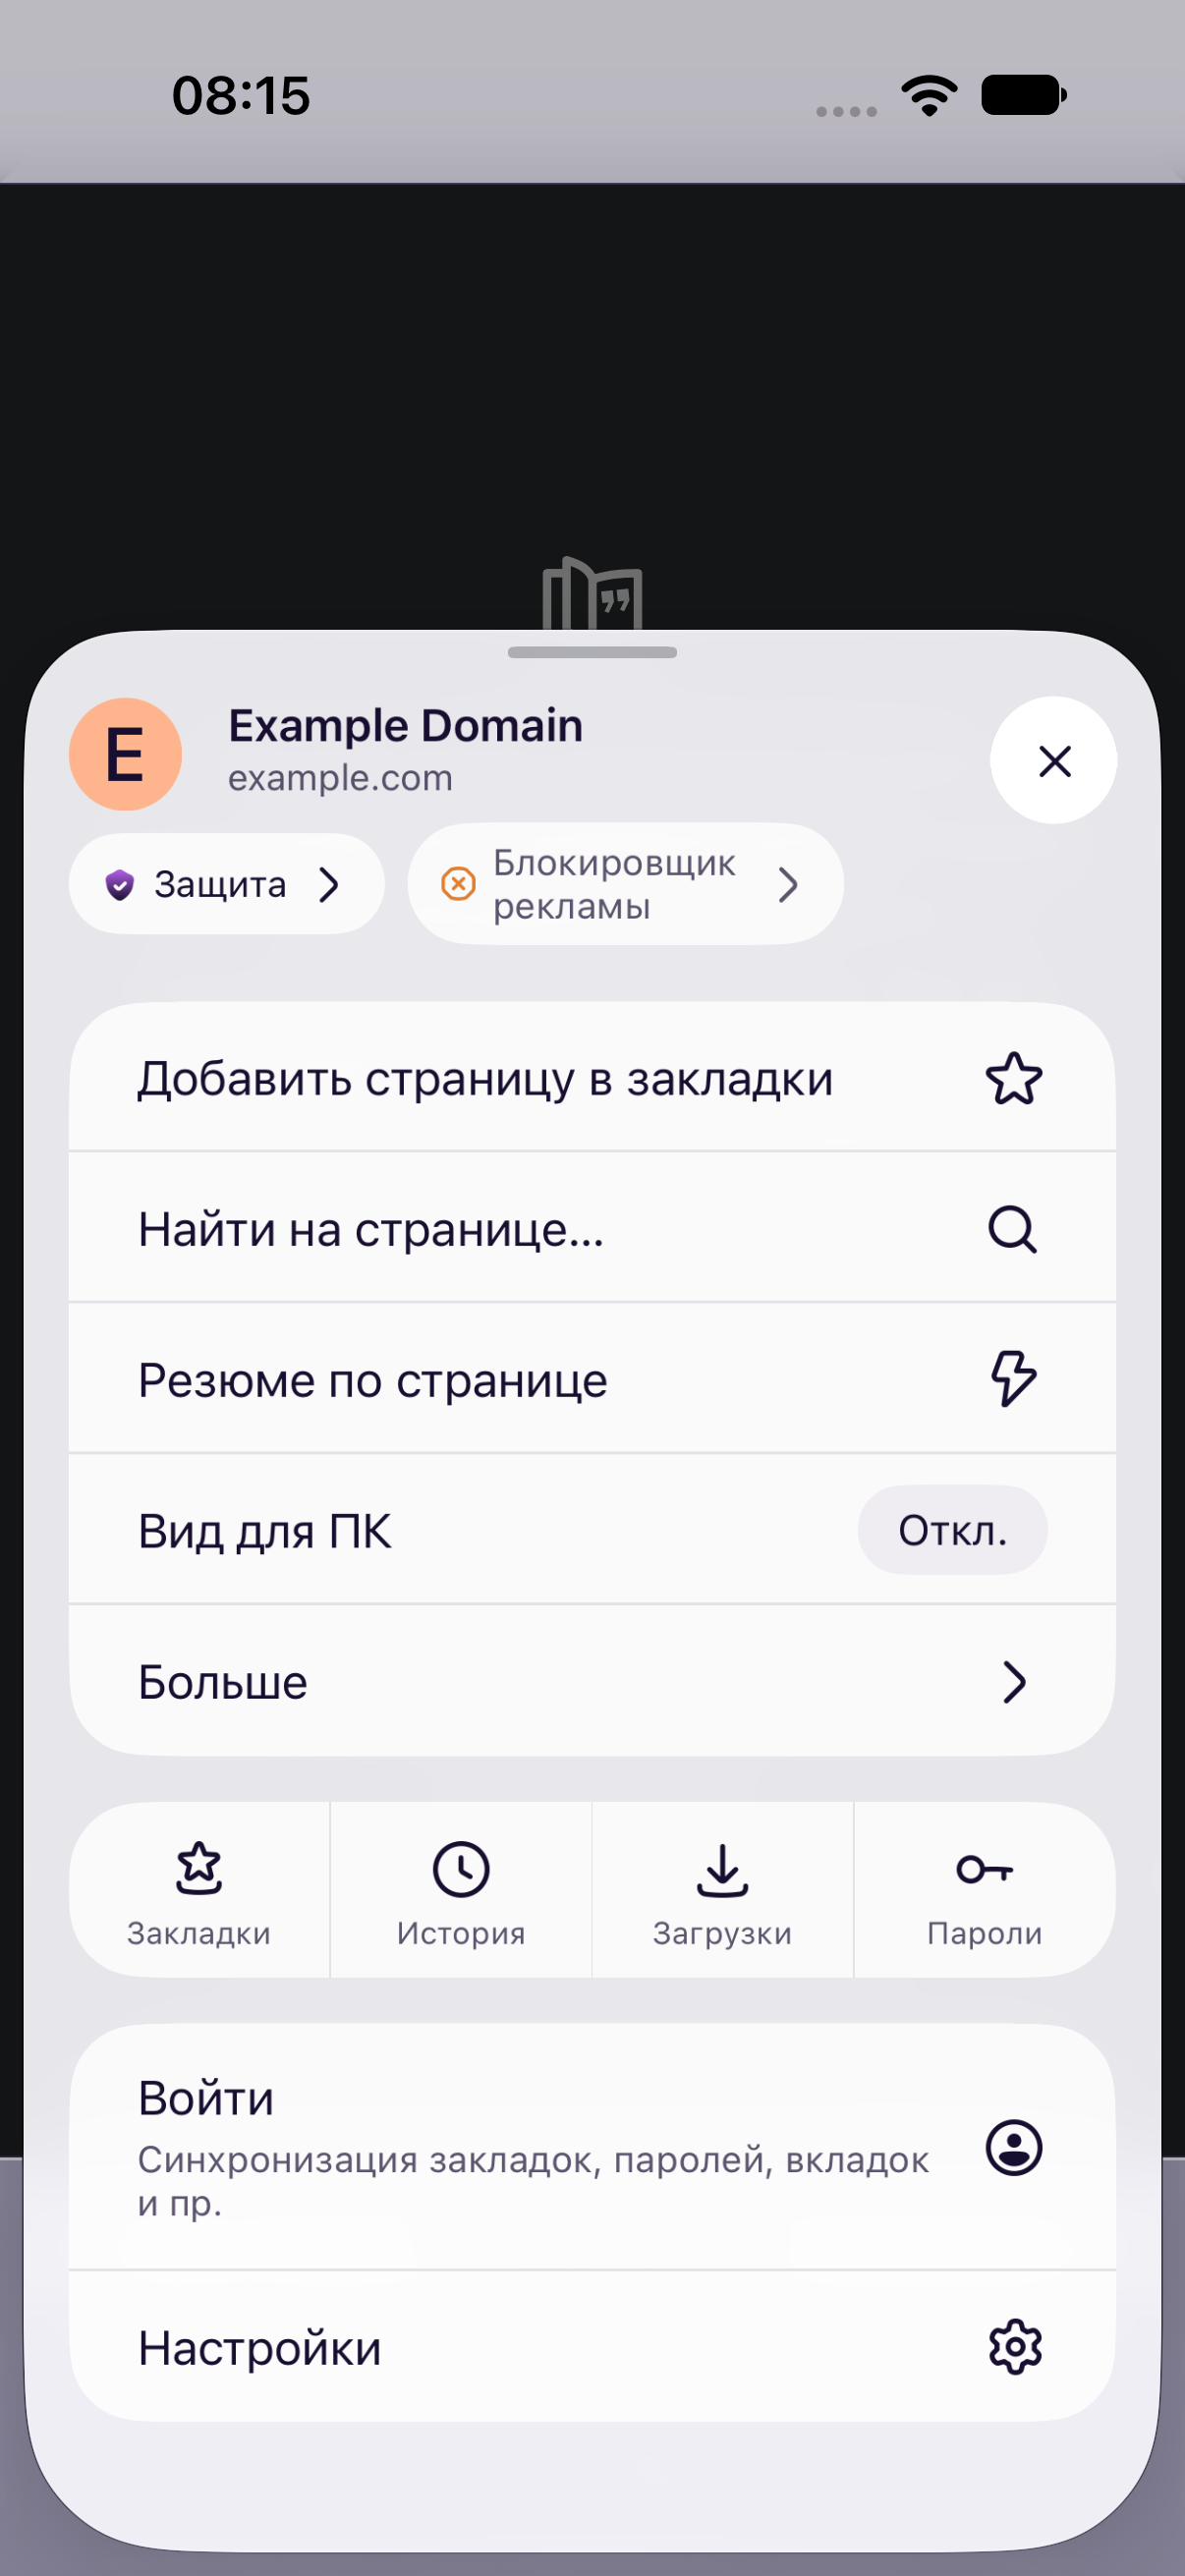 08:15
E
Example Domain
example.com
Защита
Блокировщик
рекламы
Добавить страницу в закладки
Найти на странице...
Резюме по странице
Вид для ПК
Откл.
Больше
Закладки
История
Загрузки
Пароли
Войти
Синхронизация закладок, паролей, вкладок
и пр.
Настройки